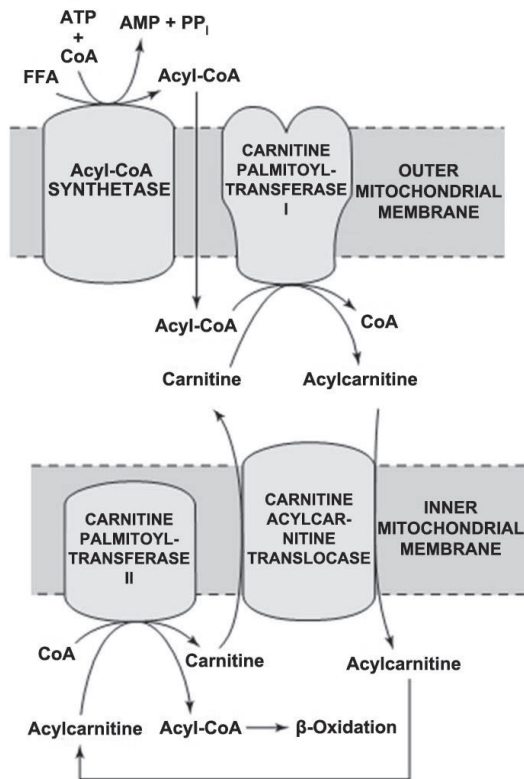 ATP
+
CoA
AMP + PPI
FFA
Acyl-CoA
Acyl-CoA
SYNTHETASE
CARNITINE
PALMITOYL-
TRANSFERASE
I
OUTER
MITOCHONDRIAL
MEMBRANE
Acyl-CoA
CoA
Carnitine
Acylcarnitine
CARNITINE
PALMITOYL-
TRANSFERASE
II
CARNITINE
ACYLCAR-
NITINE
TRANSLOCASE
INNER
MITOCHONDRIAL
MEMBRANE
CoA
Carnitine
Acylcarnitine
Acylcarnitine
Acyl-CoA
β-Oxidation